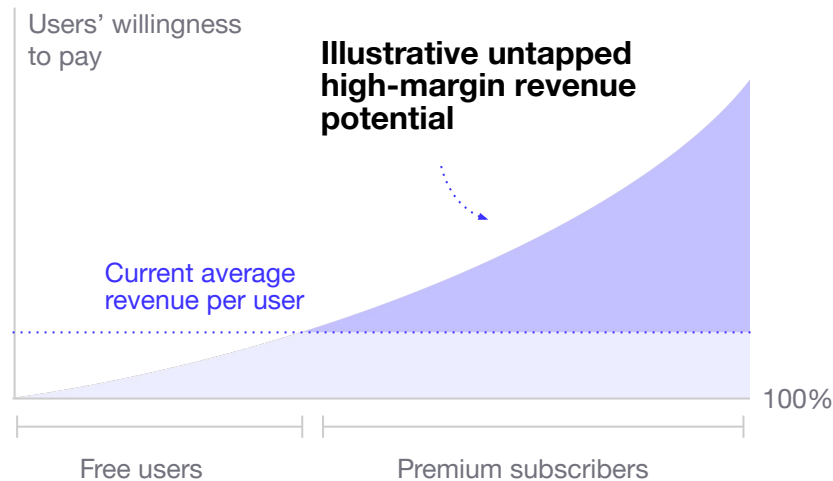 Users’ willingness
to pay
Illustrative untapped
high-margin revenue
potential
Current average
revenue per user
100%
Free users
Premium subscribers